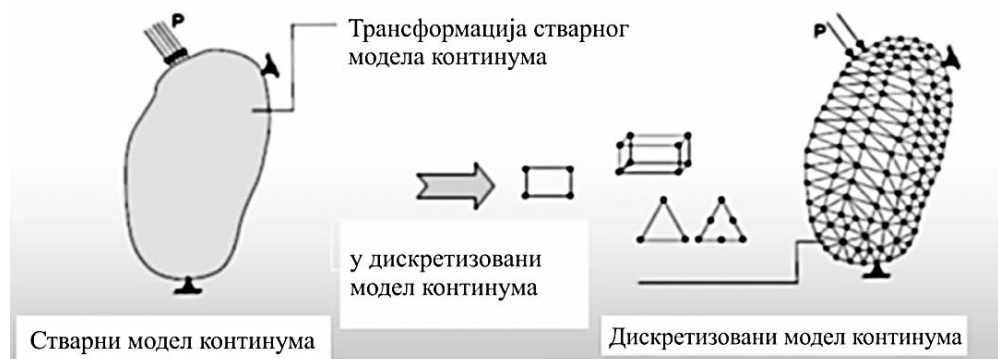 P
Трансформација стварног
модела континума
P
у дискретизовани
модел континума
Стварни модел континума
Дискретизовани модел континума